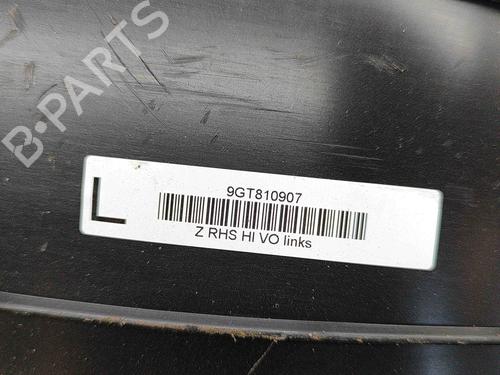 B·PARTS
L
9GT810907
Z RHS HI VO links